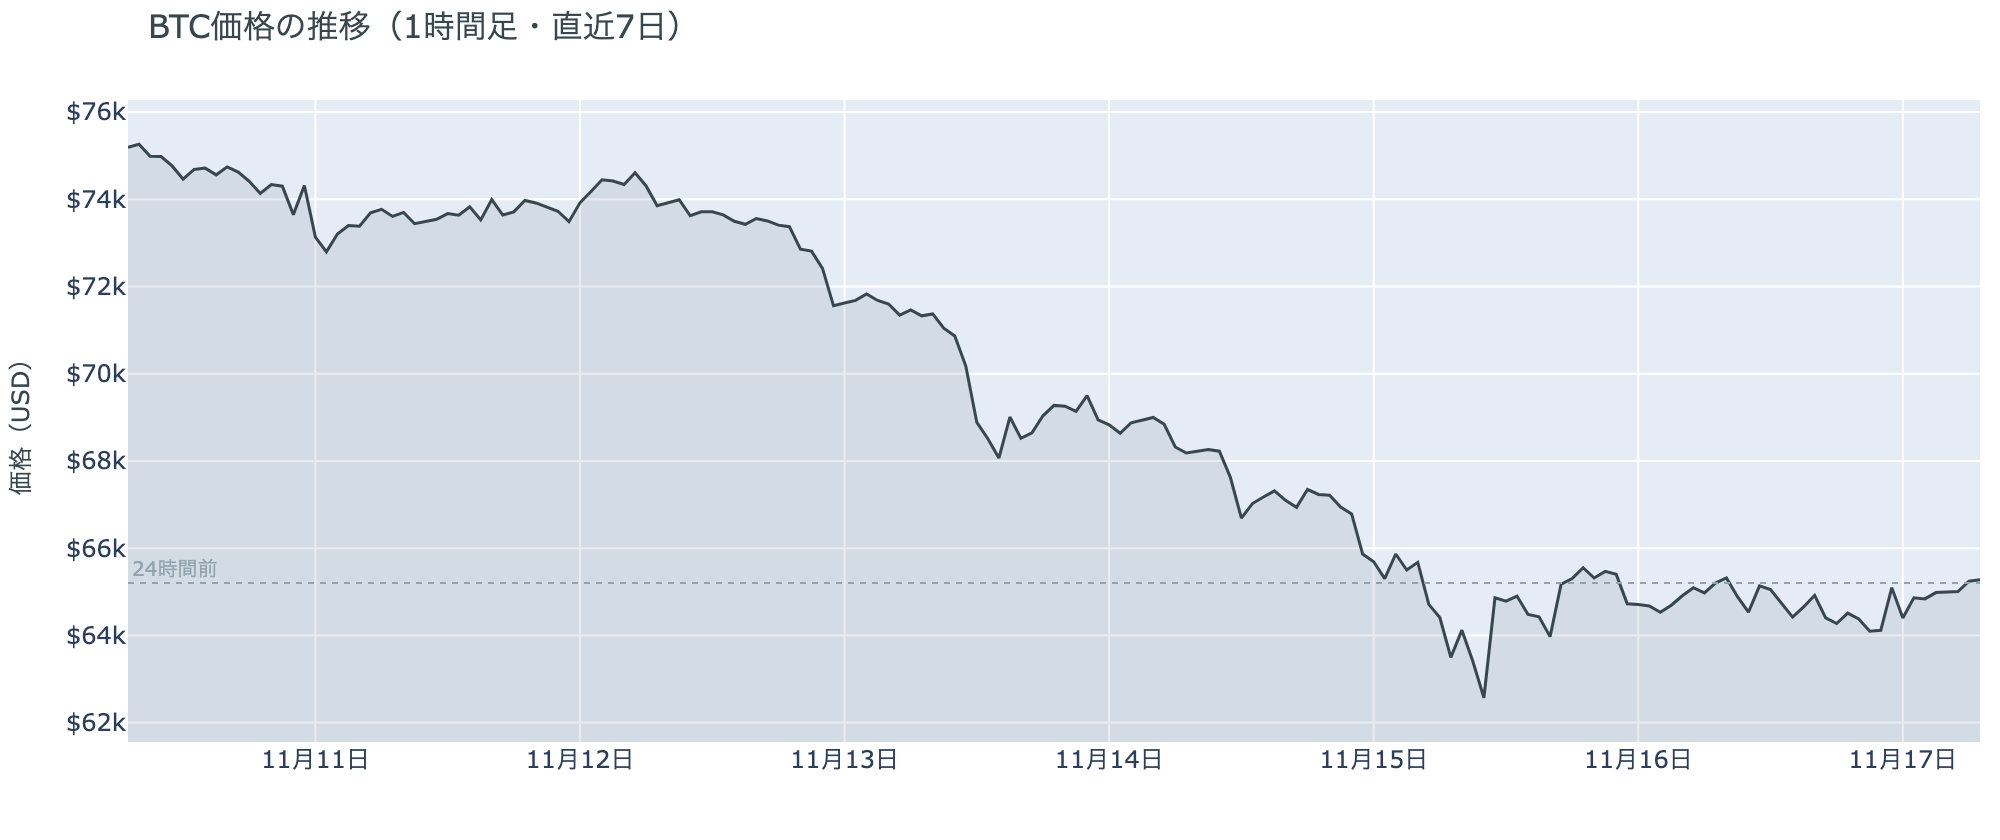 BTC価格の推移（1時間足・直近7日）
価格（USD）
$76k
$74k
$72k
$70k
$68k
$66k
$64k
$62k
24時間前
11月11日
11月12日
11月13日
11月14日
11月15日
11月16日
11月17日